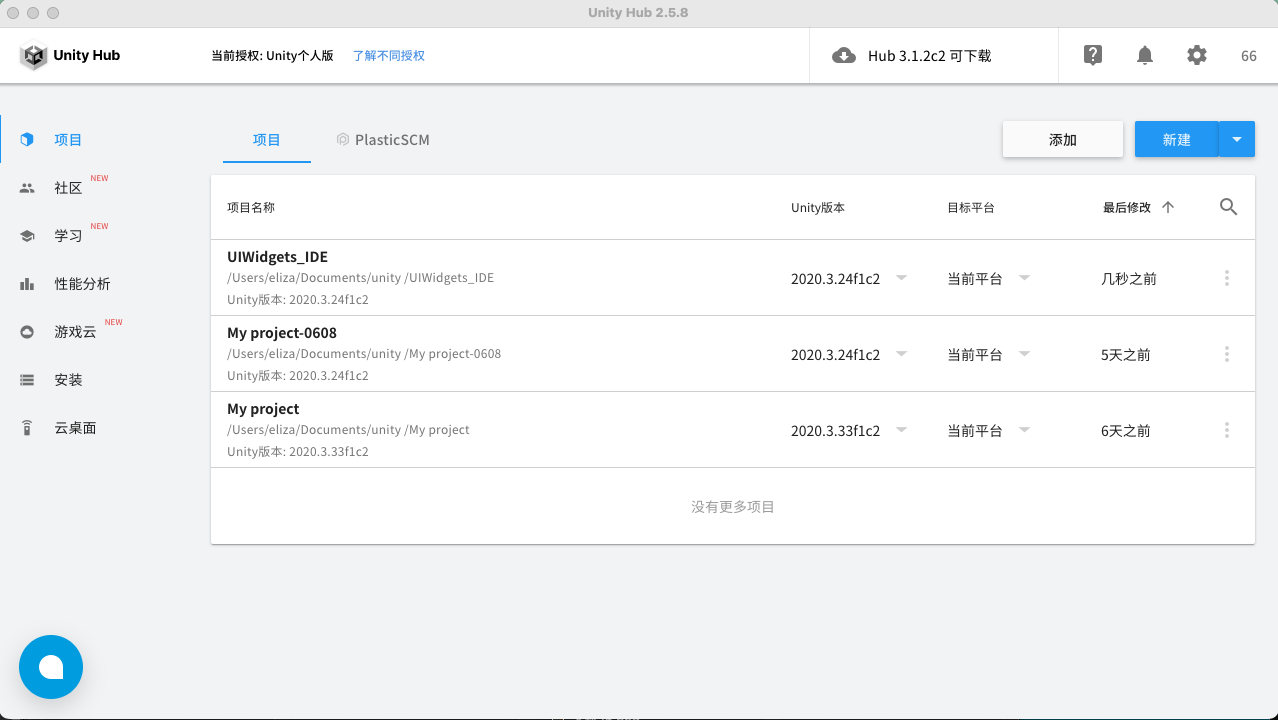 Unity Hub 2.5.8
Unity Hub
当前授权: Unity个人版 了解不同授权
Hub 3.1.2c2 可下载
66
项目
社区 NEW
学习 NEW
性能分析
游戏云 NEW
安装
云桌面
项目 PlasticSCM
添加 新建
项目名称 Unity版本 目标平台 最后修改
UIWidgets_IDE
/Users/eliza/Documents/unity /UIWidgets_IDE
Unity版本: 2020.3.24f1c2
2020.3.24f1c2 当前平台 几秒之前
My project-0608
/Users/eliza/Documents/unity /My project-0608
Unity版本: 2020.3.24f1c2
2020.3.24f1c2 当前平台 5天之前
My project
/Users/eliza/Documents/unity /My project
Unity版本: 2020.3.33f1c2
2020.3.33f1c2 当前平台 6天之前
没有更多项目